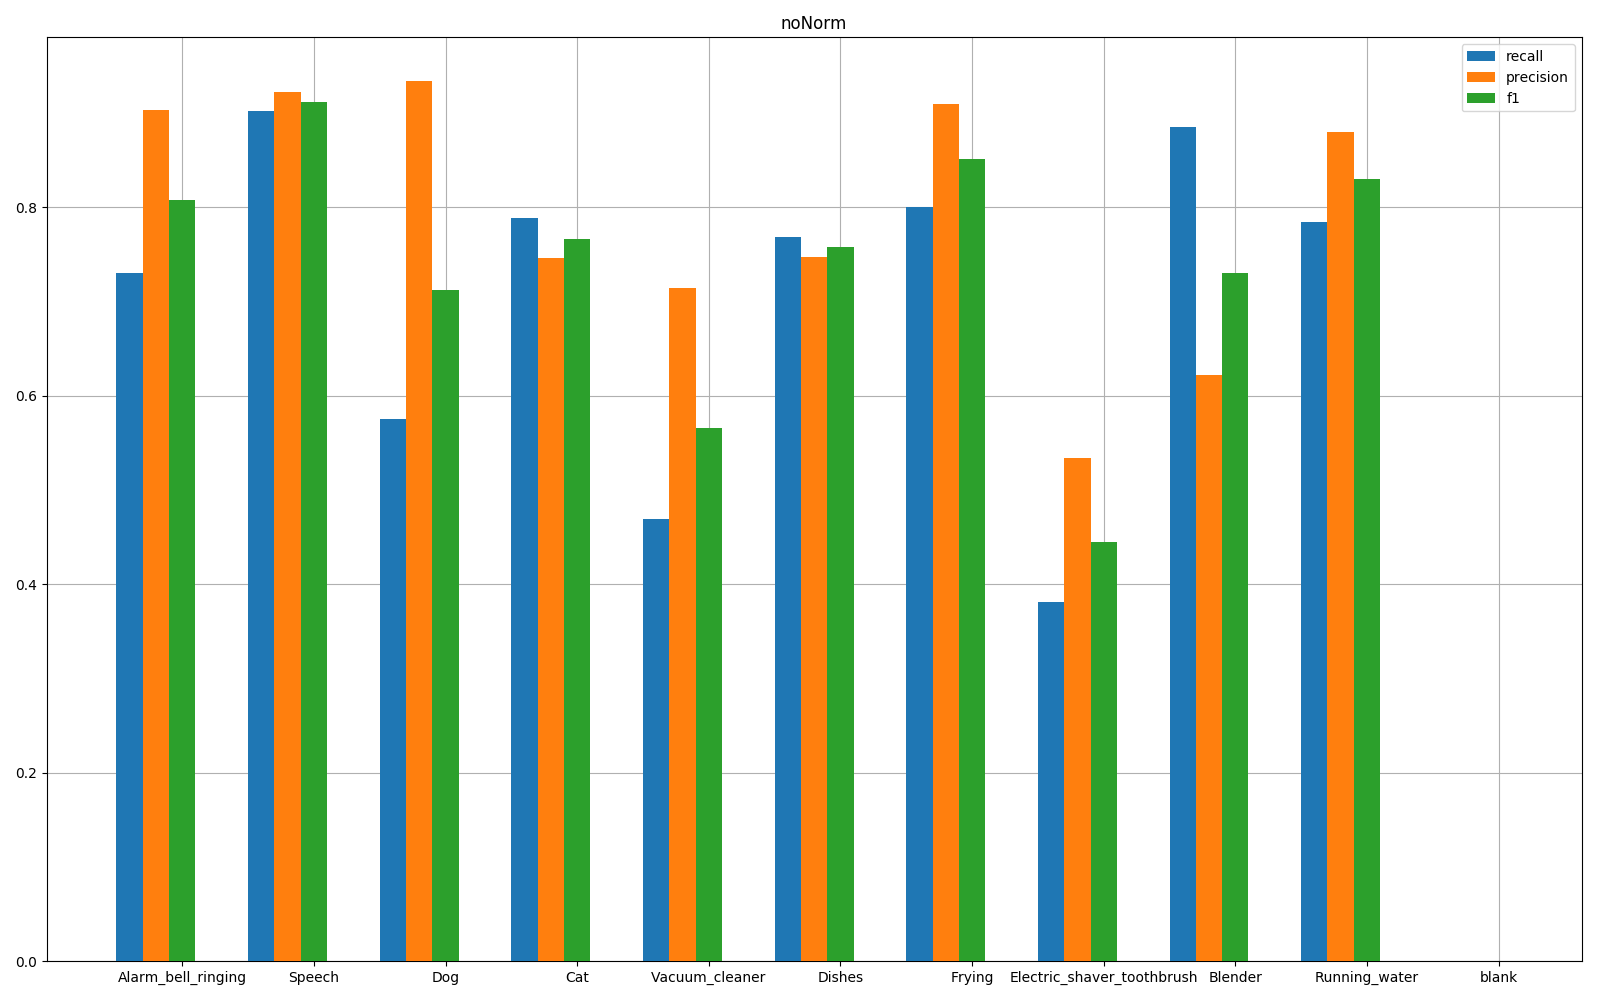 noNorm
recall
precision
f1
0.8
0.6
0.4
0.2
0.0
Alarm_bell_ringing Speech Dog Cat Vacuum_cleaner Dishes Frying Electric_shaver_toothbrush Blender Running_water blank